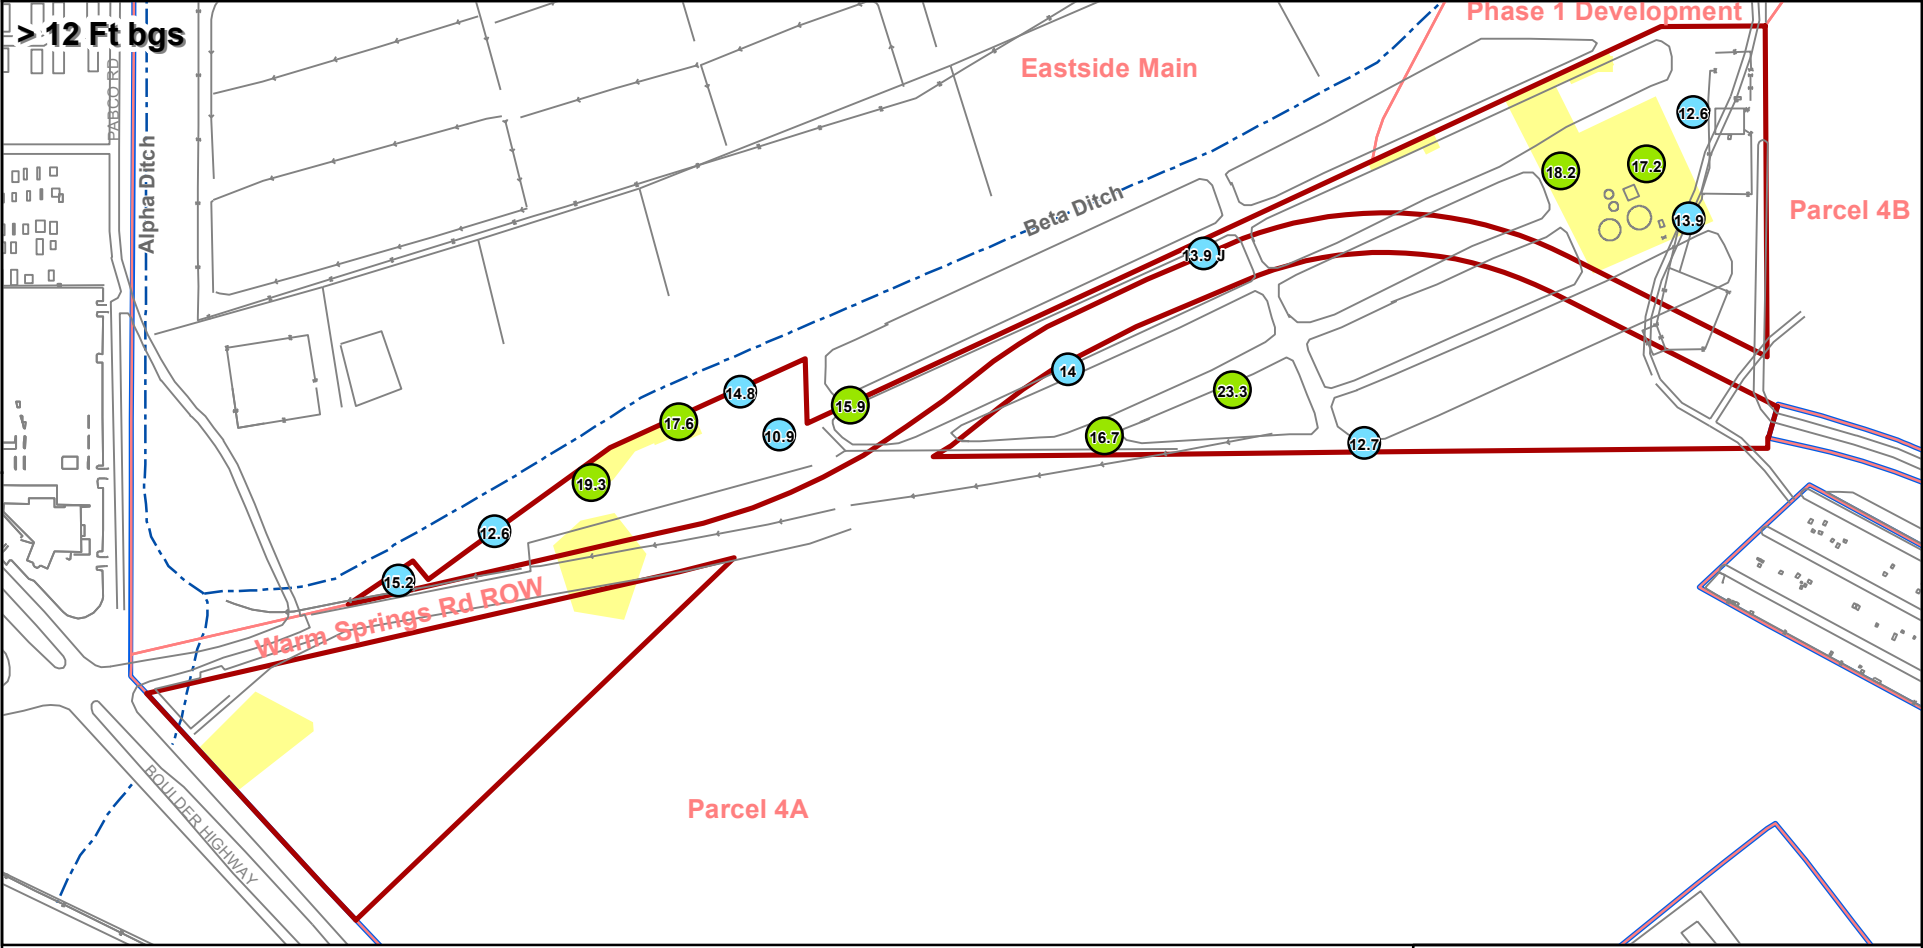 > 12 Ft bgs
Phase 1 Development
Eastside Main
PABCO RD
Alpha Ditch
Beta Ditch
Parcel 4B
12.6
18.2
17.2
13.9
13.9 J
14
23.3
14.8
15.9
17.6
10.9
16.7
12.7
19.3
12.6
15.2
Warm Springs Rd ROW
Parcel 4A
BOULDER HIGHWAY